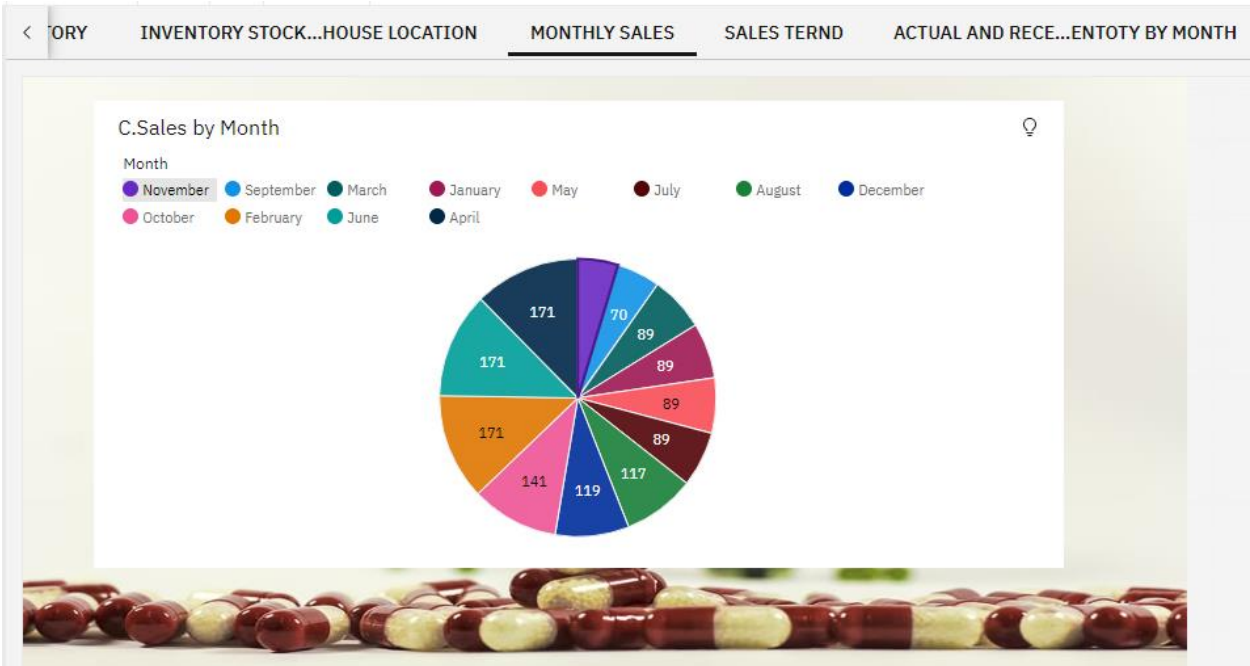 ORY INVENTORY STOCK...HOUSE LOCATION MONTHLY SALES SALES TERND ACTUAL AND RECE...ENTOTY BY MONTH
C.Sales by Month
Month
November September March January May July August December
October February June April
171 70
89
171 89
89
171 89
141 119 117